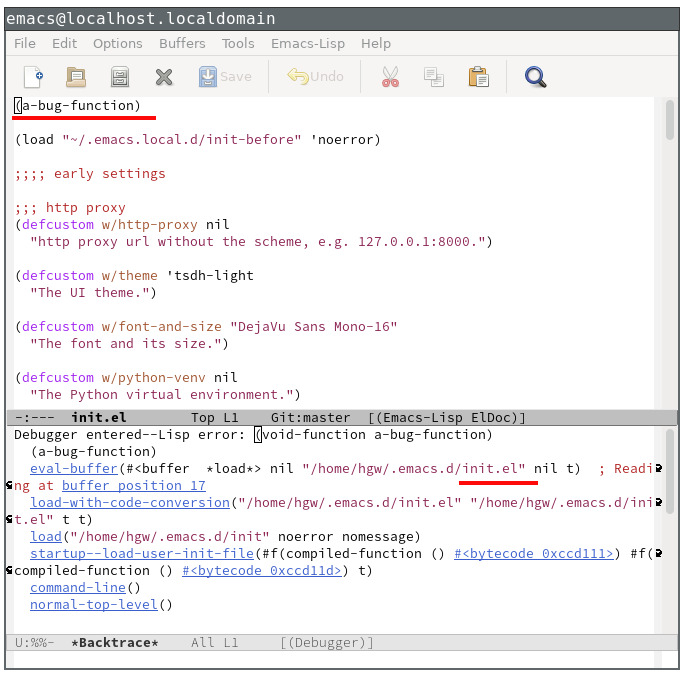 emacs@localhost.localdomain
File Edit Options Buffers Tools Emacs-Lisp Help
Save Undo
(a-bug-function)
(load "~/.emacs.local.d/init-before" 'noerror)
;;;; early settings
;;; http proxy
(defcustom w/http-proxy nil
"http proxy url without the scheme, e.g. 127.0.0.1:8000.")
(defcustom w/theme 'tsdh-light
"The UI theme.")
(defcustom w/font-and-size "DejaVu Sans Mono-16"
"The font and its size.")
(defcustom w/python-venv nil
"The Python virtual environment.")
-:--- init.el Top L1 Git:master [(Emacs-Lisp ElDoc)]
Debugger entered--Lisp error: (void-function a-bug-function)
(a-bug-function)
eval-buffer(#<buffer *load*> nil "/home/hgw/.emacs.d/init.el" nil t) ; Readi
ng at buffer position 17
load-with-code-conversion("/home/hgw/.emacs.d/init.el" "/home/hgw/.emacs.d/ini
t.el" t t)
load("/home/hgw/.emacs.d/init" noerror nomessage)
startup--load-user-init-file(#f(compiled-function () #<bytecode 0xccd111>) #f(
compiled-function () #<bytecode 0xccd11d>) t)
command-line()
normal-top-level()
U:%%- *Backtrace* All L1 [(Debugger)]